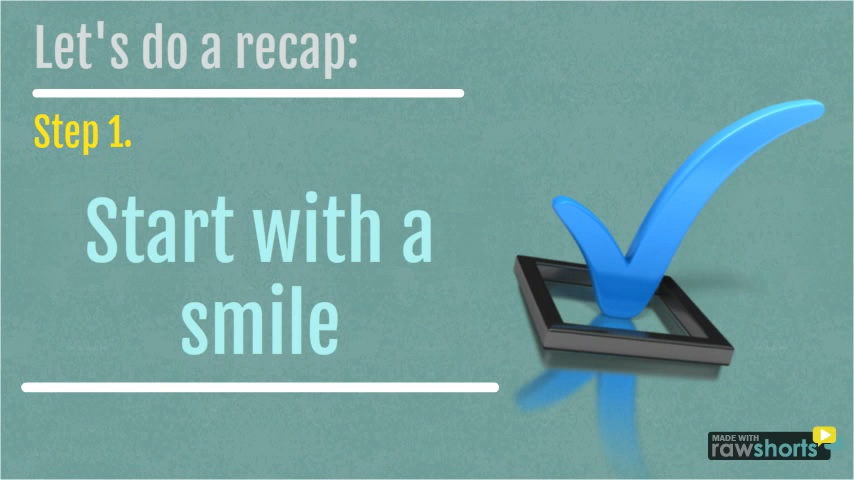 Let's do a recap:
Step 1.
Start with a
smile
MADE WITH
rawshorts